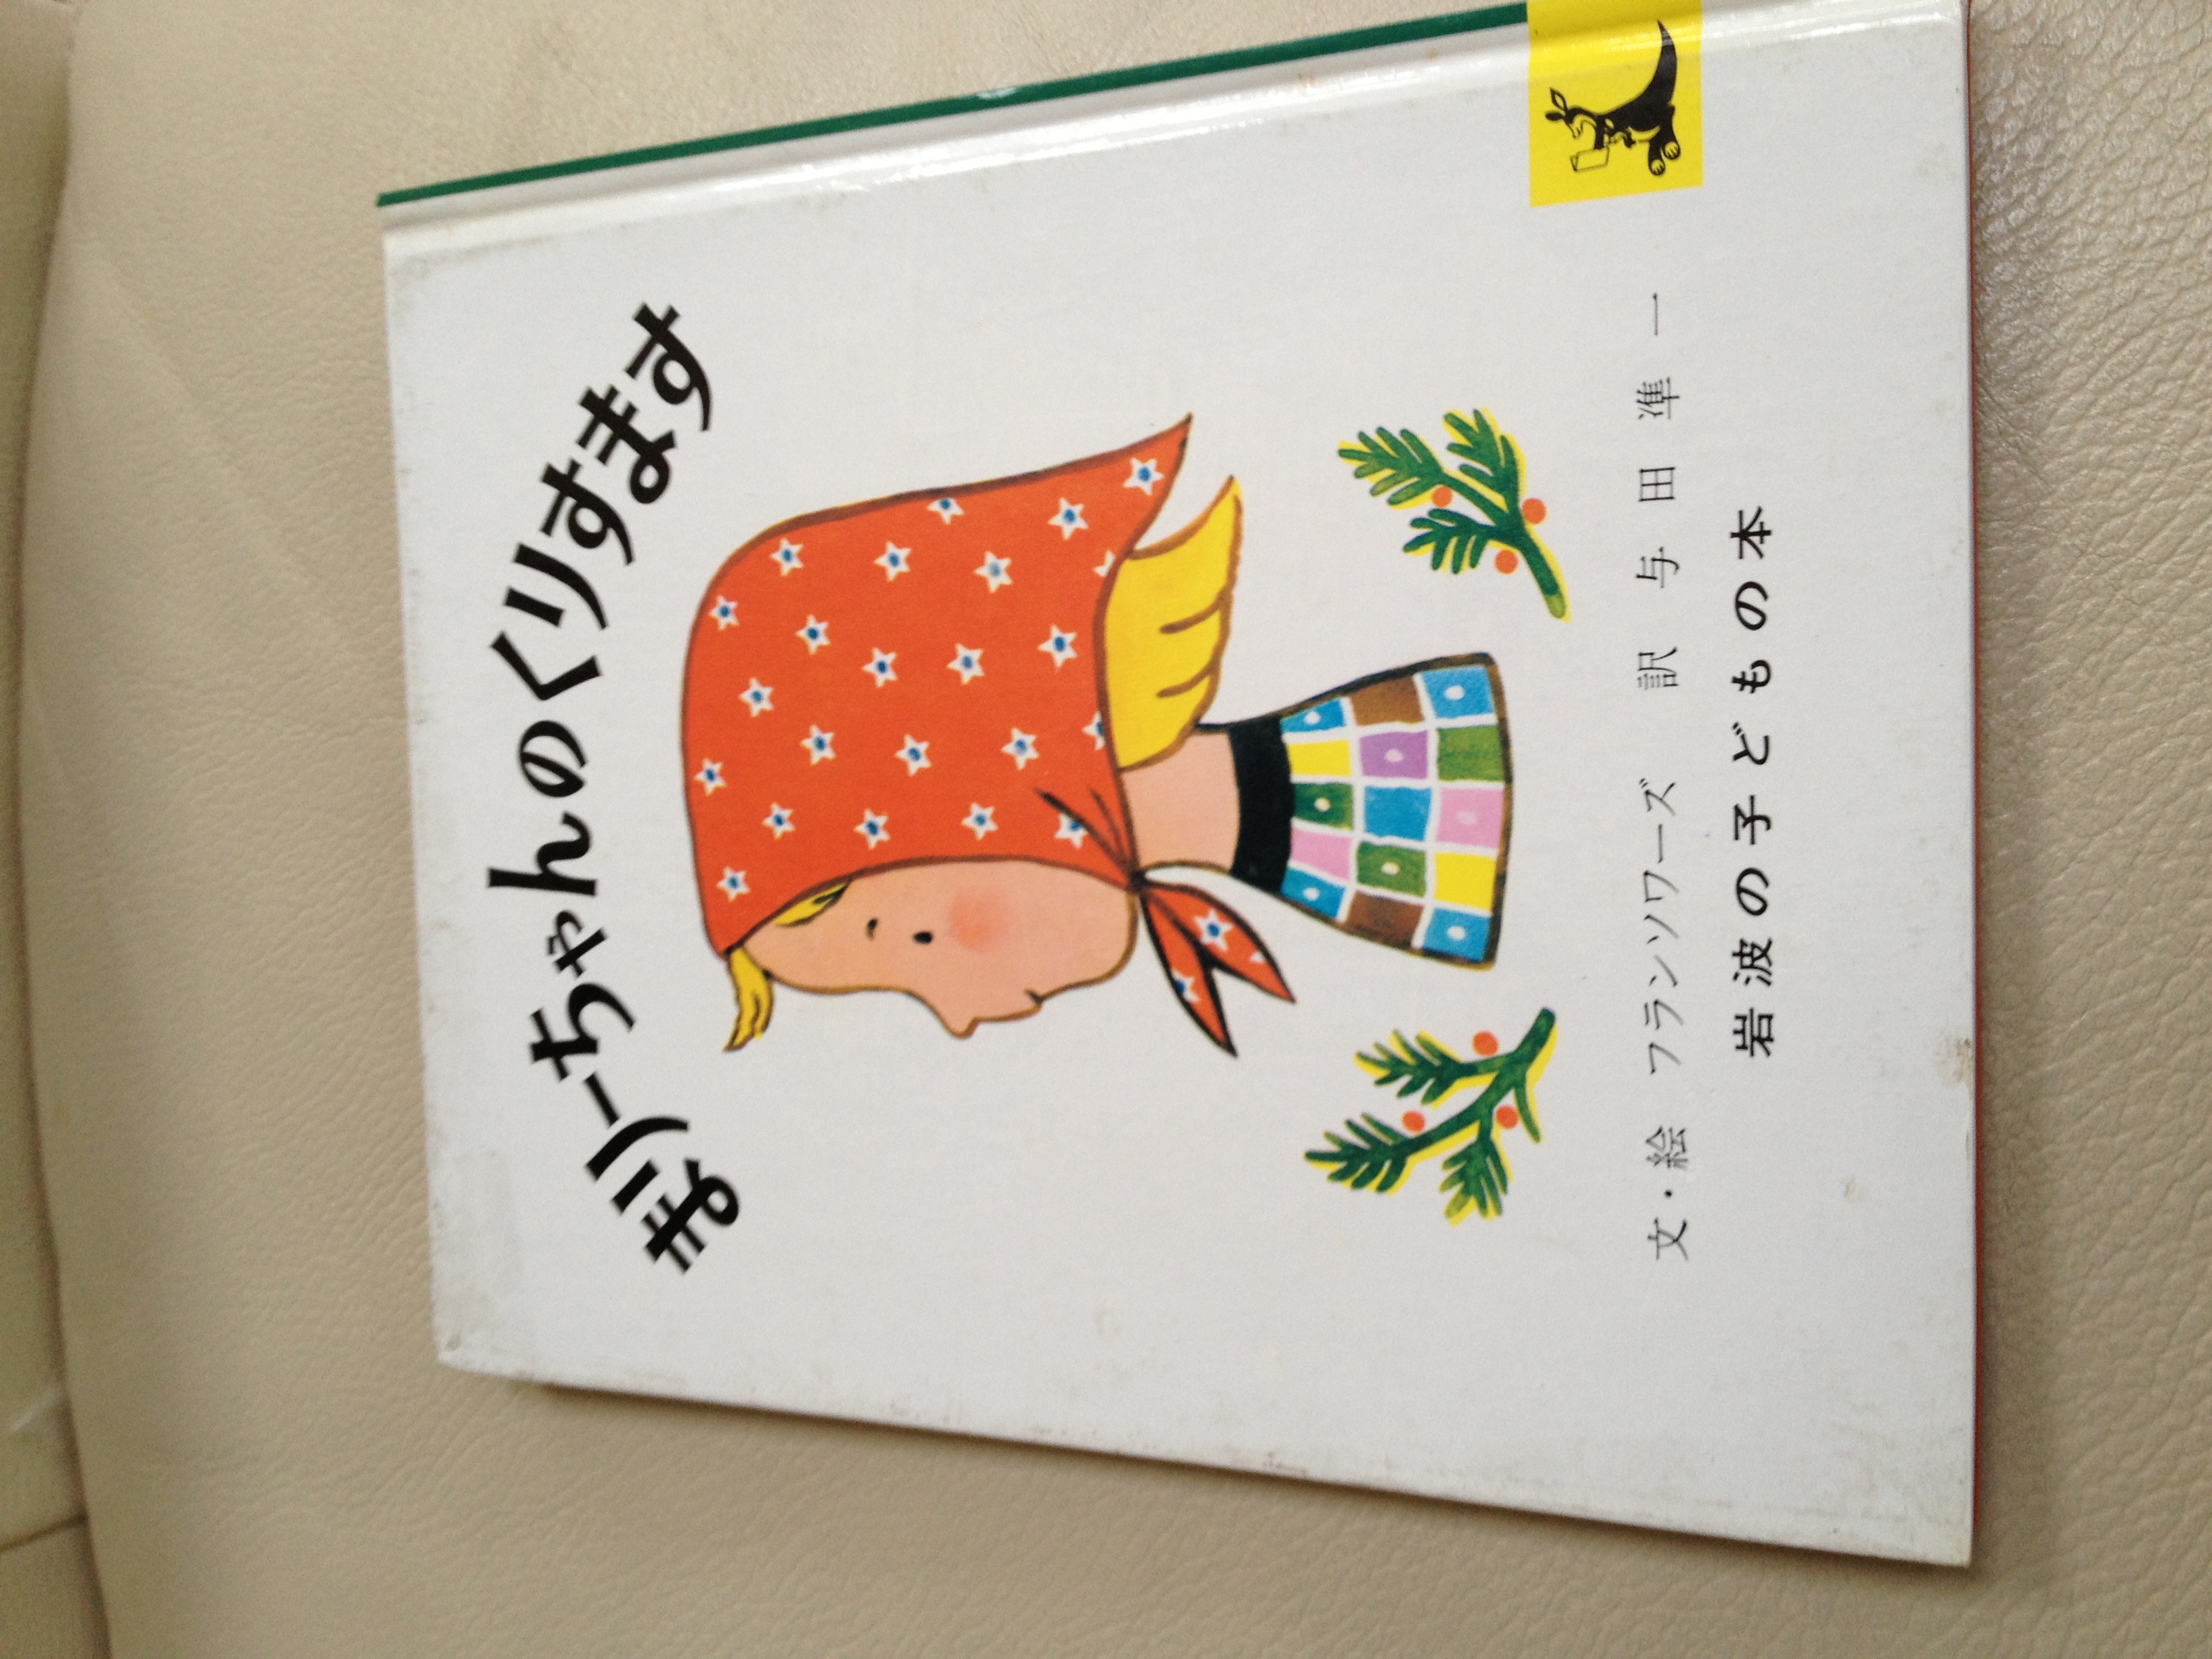 まりーちゃんのくりすます
文・絵 フランソワーズ 訳 与田凖一
岩波の子どもの本